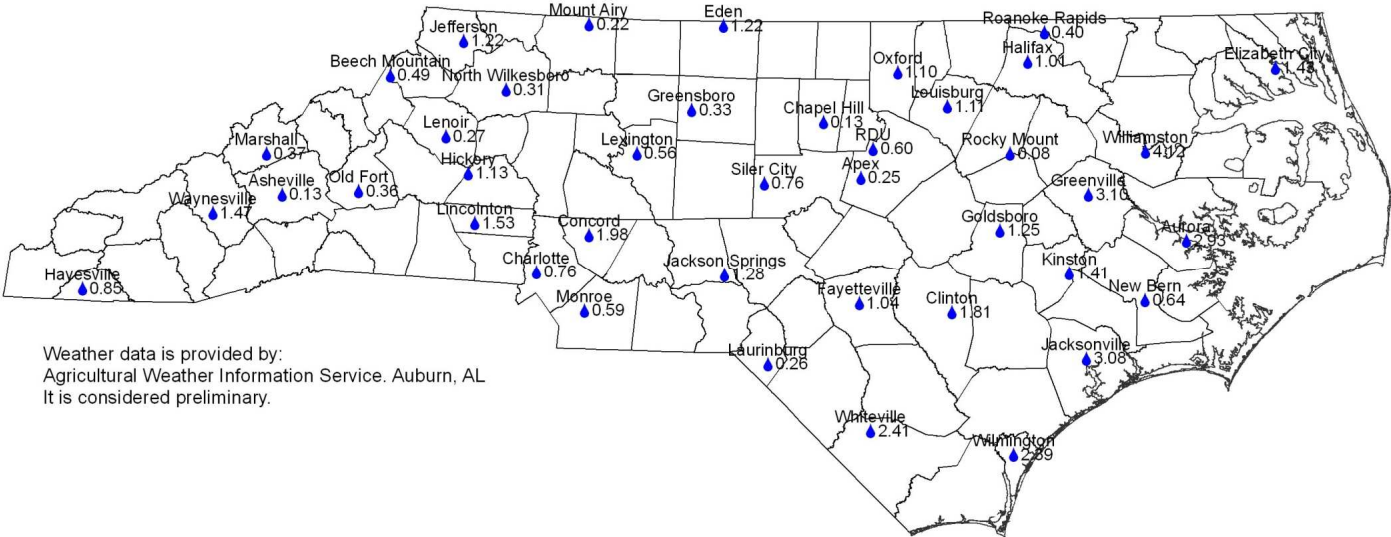 Mount Airy
0.22
Eden
1.22
Jefferson
1.22
Roanoke Rapids
0.40
Halifax
1.01
Elizabeth City
1.43
Beech Mountain
0.49
North Wilkesboro
0.31
Oxford
1.10
Greensboro
0.33
Louisburg
1.11
Chapel Hill
0.13
Lenoir
0.27
RDU
0.60
Marshall
0.37
Lexington
0.56
Rocky Mount
0.08
Williamston
4.12
Hickory
1.13
Siler City
0.76
Apex
0.25
Asheville
0.13
Old Fort
0.36
Greenville
3.10
Waynesville
1.47
Lincolnton
1.53
Concord
1.98
Goldsboro
1.25
Aurora
2.93
Hayesville
0.85
Charlotte
0.76
Jackson Springs
1.28
Kinston
1.41
Monroe
0.59
Fayetteville
1.04
Clinton
1.81
New Bern
0.64
Weather data is provided by:
Agricultural Weather Information Service. Auburn, AL
It is considered preliminary.
Laurinburg
0.26
Jacksonville
3.08
Whiteville
2.41
Wilmington